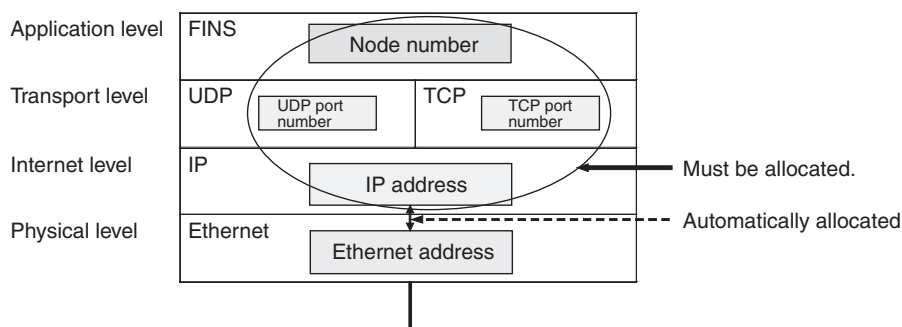 Application level
FINS
Node number
Transport level
UDP
UDP port
number
TCP
TCP port
number
Internet level
IP
IP address
Must be allocated.
Physical level
Ethernet
Ethernet address
Automatically allocated